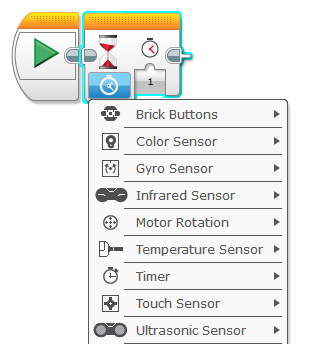 1
Brick Buttons
Color Sensor
Gyro Sensor
Infrared Sensor
Motor Rotation
Temperature Sensor
Timer
Touch Sensor
Ultrasonic Sensor